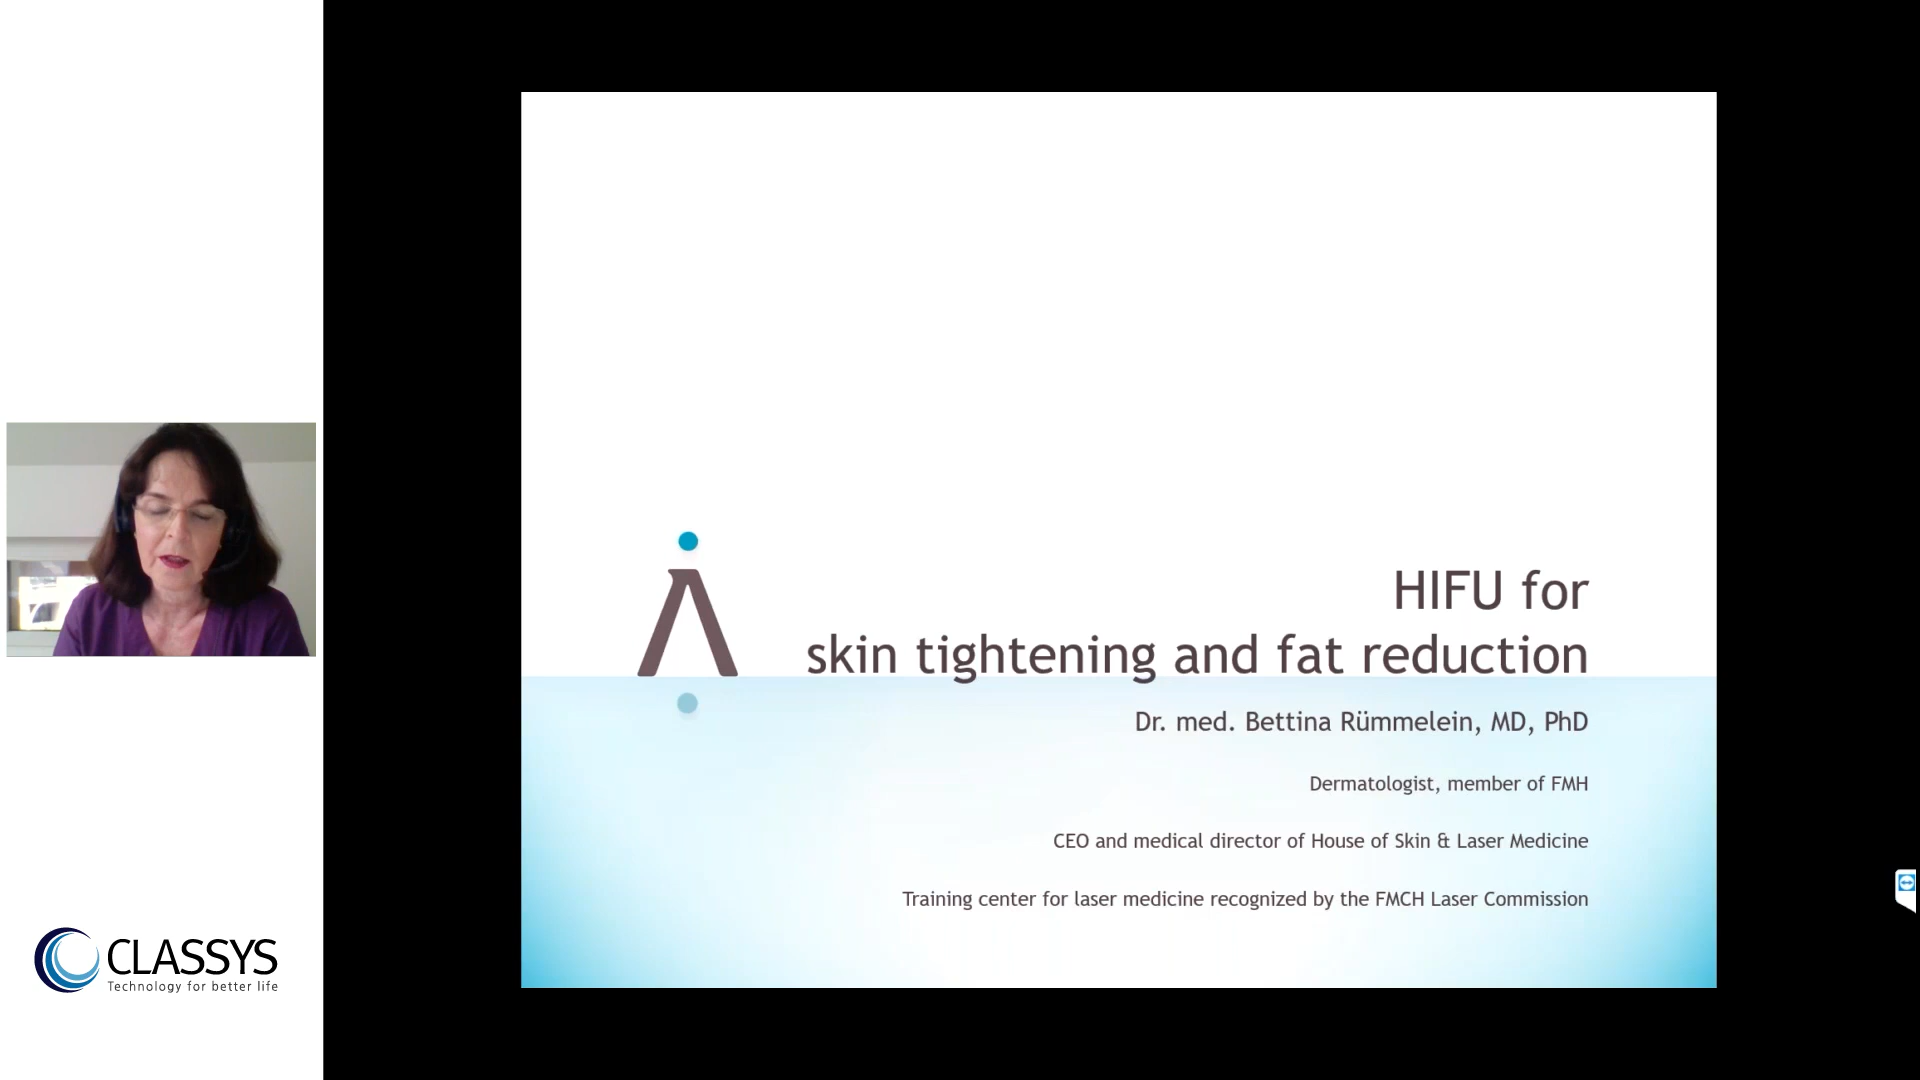 CLASSYS
Technology for better life
HIFU for
skin tightening and fat reduction
Dr. med. Bettina Rümmelein, MD, PhD
Dermatologist, member of FMH
CEO and medical director of House of Skin & Laser Medicine
Training center for laser medicine recognized by the FMCH Laser Commission